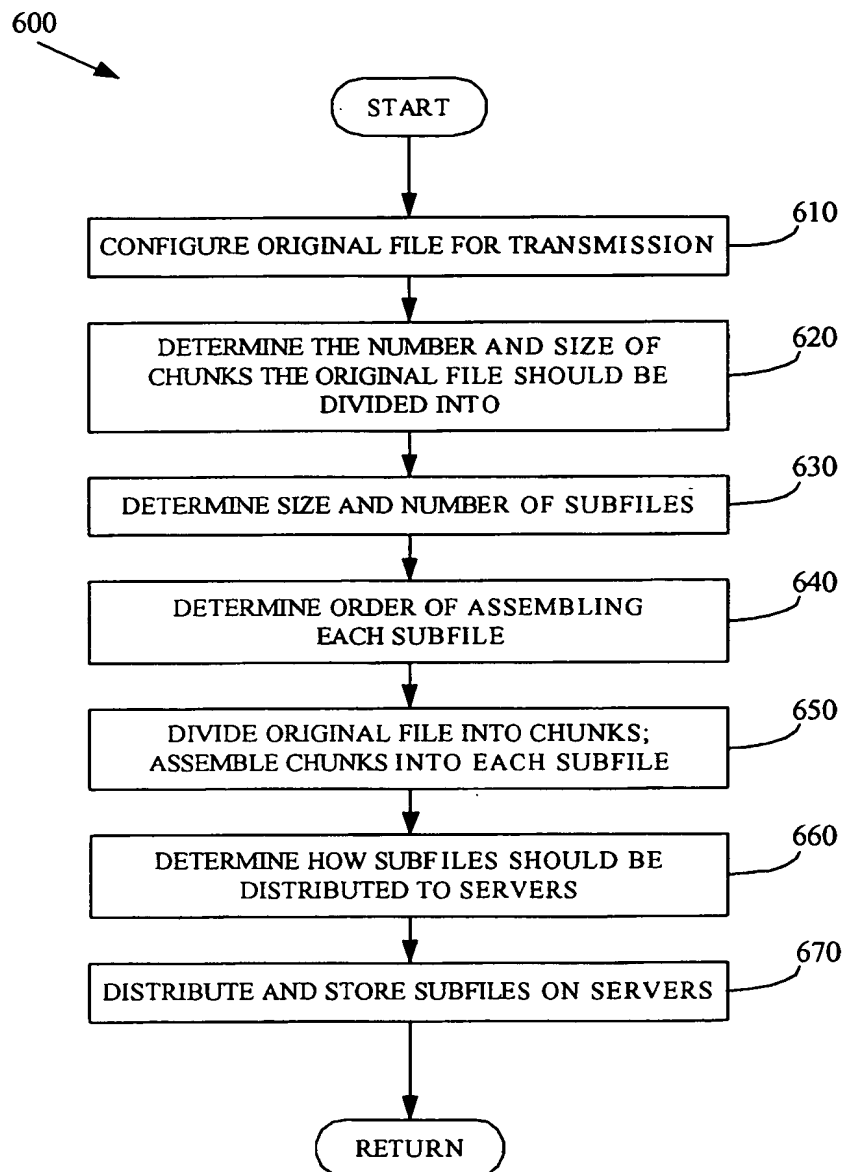 600
START
610
CONFIGURE ORIGINAL FILE FOR TRANSMISSION
620
DETERMINE THE NUMBER AND SIZE OF
CHUNKS THE ORIGINAL FILE SHOULD BE
DIVIDED INTO
630
DETERMINE SIZE AND NUMBER OF SUBFILES
640
DETERMINE ORDER OF ASSEMBLING
EACH SUBFILE
650
DIVIDE ORIGINAL FILE INTO CHUNKS;
ASSEMBLE CHUNKS INTO EACH SUBFILE
660
DETERMINE HOW SUBFILES SHOULD BE
DISTRIBUTED TO SERVERS
670
DISTRIBUTE AND STORE SUBFILES ON SERVERS
RETURN